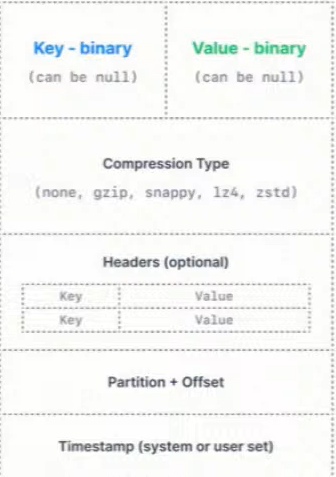 Key - binary Value - binary
(can be null) (can be null)
Compression Type
(none, gzip, snappy, lz4, zstd)
Headers (optional)
Key Value
Key Value
Partition + Offset
Timestamp (system or user set)